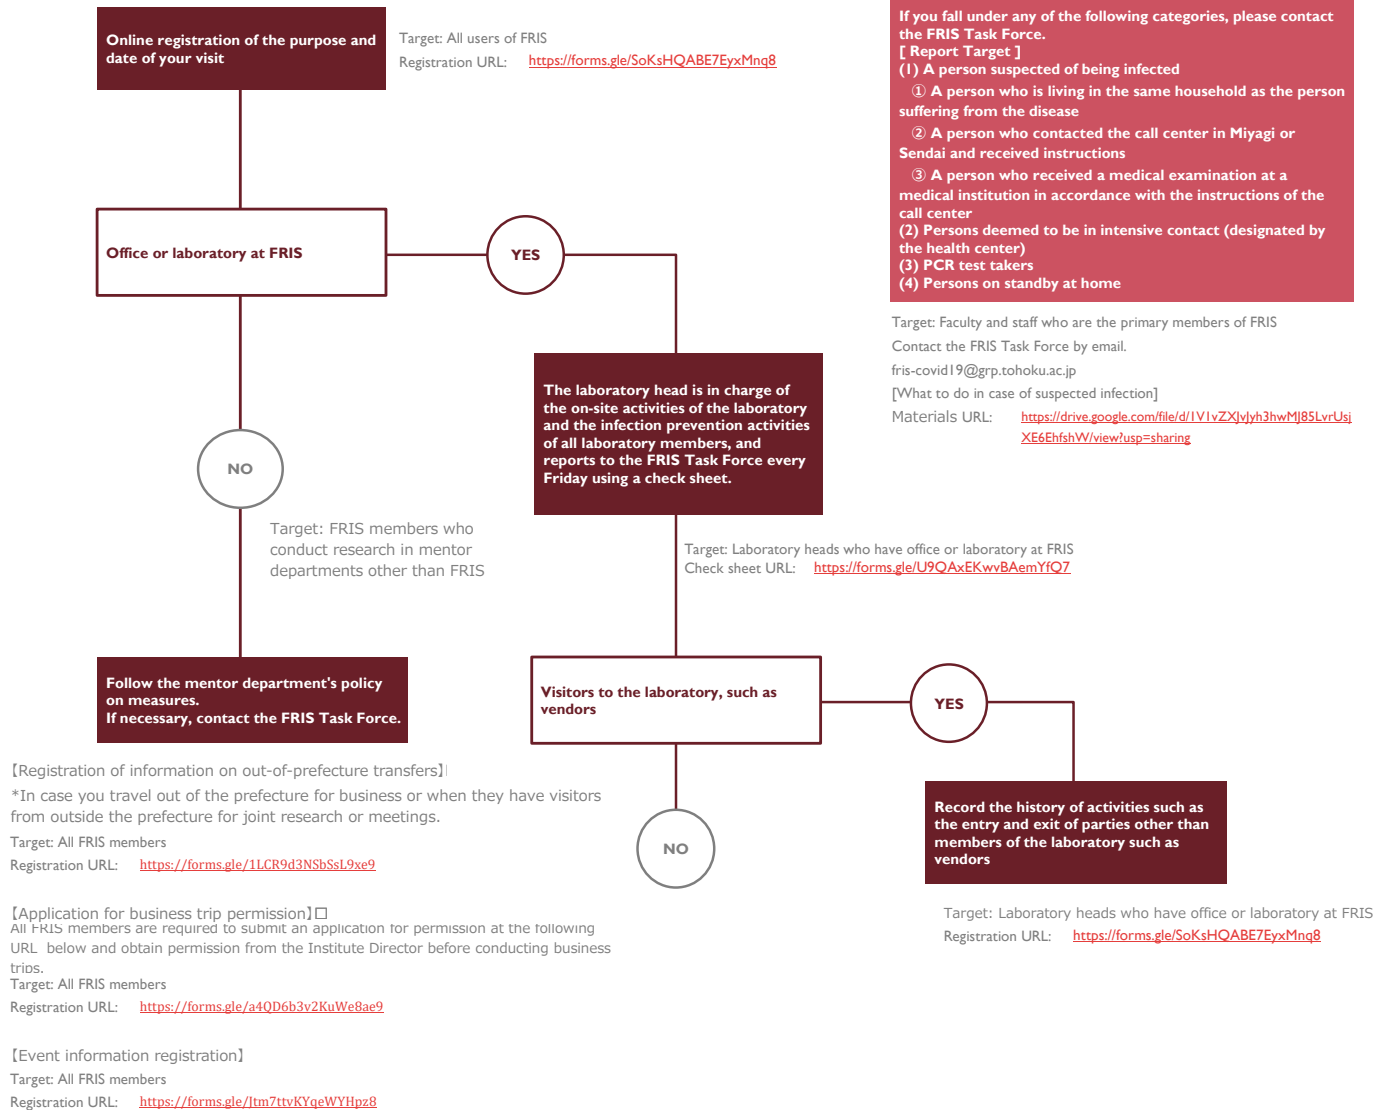 Online registration of the purpose and
date of your visit
Target: All users of FRIS
Registration URL: https://forms.gle/SoKsHQABE7EyxMnq8
If you fall under any of the following categories, please contact
the FRIS Task Force.
[ Report Target ]
(1) A person suspected of being infected
① A person who is living in the same household as the person
suffering from the disease
② A person who contacted the call center in Miyagi or
Sendai and received instructions
③ A person who received a medical examination at a
medical institution in accordance with the instructions of the
call center
(2) Persons deemed to be in intensive contact (designated by
the health center)
(3) PCR test takers
(4) Persons on standby at home
Target: Faculty and staff who are the primary members of FRIS
Contact the FRIS Task Force by email.
fris-covid19@grp.tohoku.ac.jp
[What to do in case of suspected infection]
Materials URL: https://drive.google.com/file/d/1V1vZXJvJyh3hwMJ85LvrUsj
XE6EhfshW/view?usp=sharing
Office or laboratory at FRIS
YES
The laboratory head is in charge of
the on-site activities of the laboratory
and the infection prevention activities
of all laboratory members, and
reports to the FRIS Task Force every
Friday using a check sheet.
NO
Target: FRIS members who
conduct research in mentor
departments other than FRIS
Target: Laboratory heads who have office or laboratory at FRIS
Check sheet URL: https://forms.gle/U9QAxEKwvBAemYfQ7
Follow the mentor department's policy
on measures.
If necessary, contact the FRIS Task Force.
Visitors to the laboratory, such as
vendors
YES
NO
Record the history of activities such as
the entry and exit of parties other than
members of the laboratory such as
vendors
Target: Laboratory heads who have office or laboratory at FRIS
Registration URL: https://forms.gle/SoKsHQABE7EyxMnq8
【Registration of information on out-of-prefecture transfers】
*In case you travel out of the prefecture for business or when they have visitors
from outside the prefecture for joint research or meetings.
Target: All FRIS members
Registration URL: https://forms.gle/1LCR9d3NSbSsL9xe9
【Application for business trip permission】□
All FRIS members are required to submit an application for permission at the following
URL below and obtain permission from the Institute Director before conducting business
trips.
Target: All FRIS members
Registration URL: https://forms.gle/a4QD6b3v2KuWe8ae9
【Event information registration】
Target: All FRIS members
Registration URL: https://forms.gle/Jtm7ttvKYqeWYHpz8